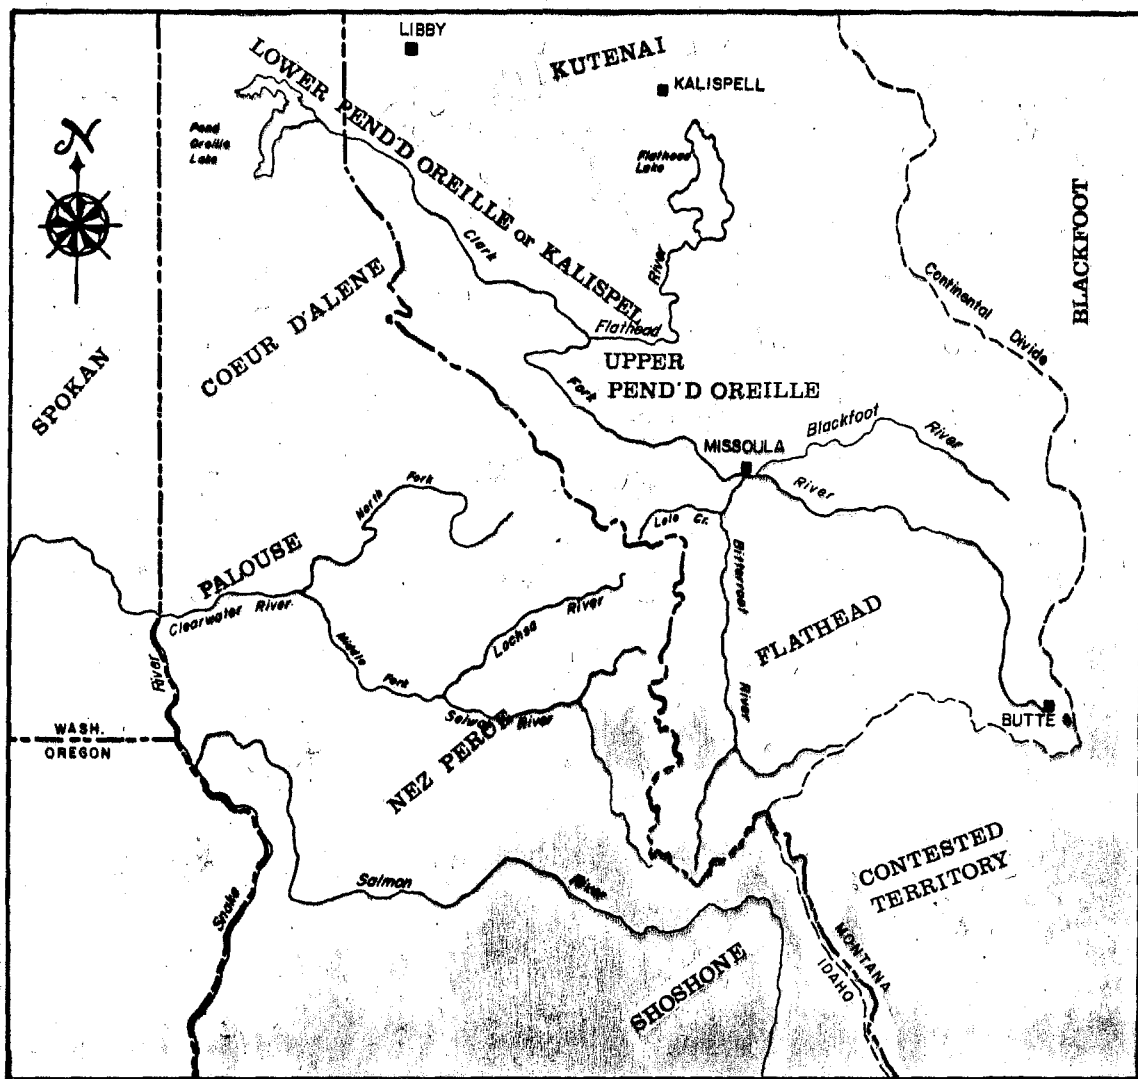 LIBBY
KUTENAI
KALISPELL
LOWER PEND'D OREILLE or KALISPEL
N
Pend
Oreille
Lake
Flathead
Lake
BLACKFOOT
Clark
River
Continental Divide
COEUR D'ALENE
Flathead
SPOKAN
UPPER
PEND'D OREILLE
Fork
Blackfoot River
MISSOULA
River
North Fork
Lolo Cr.
PALOUSE
Bitterroot River
Clearwater River
Lochsa River
FLATHEAD
Middle Fork
River
Selway River
BUTTE
WASH.
OREGON
NEZ PERCE
CONTESTED
TERRITORY
Salmon River
Snake
MONTANA
IDAHO
SHOSHONE